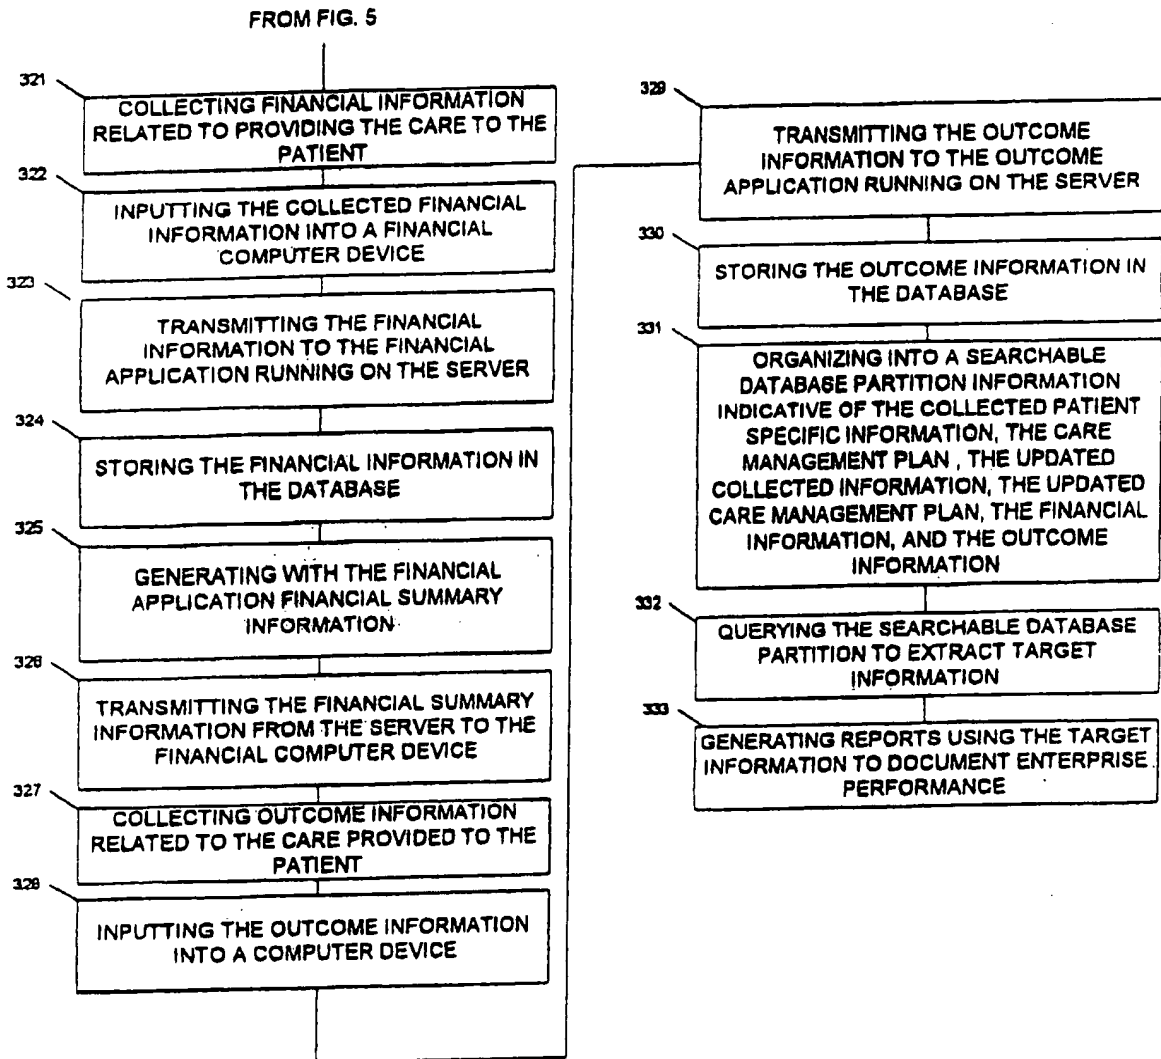 FROM FIG. 5
321
COLLECTING FINANCIAL INFORMATION
RELATED TO PROVIDING THE CARE TO THE
PATIENT
322
INPUTTING THE COLLECTED FINANCIAL
INFORMATION INTO A FINANCIAL
COMPUTER DEVICE
323
TRANSMITTING THE FINANCIAL
INFORMATION TO THE FINANCIAL
APPLICATION RUNNING ON THE SERVER
324
STORING THE FINANCIAL INFORMATION IN
THE DATABASE
325
GENERATING WITH THE FINANCIAL
APPLICATION FINANCIAL SUMMARY
INFORMATION
326
TRANSMITTING THE FINANCIAL SUMMARY
INFORMATION FROM THE SERVER TO THE
FINANCIAL COMPUTER DEVICE
327
COLLECTING OUTCOME INFORMATION
RELATED TO THE CARE PROVIDED TO THE
PATIENT
328
INPUTTING THE OUTCOME INFORMATION
INTO A COMPUTER DEVICE
329
TRANSMITTING THE OUTCOME
INFORMATION TO THE OUTCOME
APPLICATION RUNNING ON THE SERVER
330
STORING THE OUTCOME INFORMATION IN
THE DATABASE
331
ORGANIZING INTO A SEARCHABLE
DATABASE PARTITION INFORMATION
INDICATIVE OF THE COLLECTED PATIENT
SPECIFIC INFORMATION, THE CARE
MANAGEMENT PLAN , THE UPDATED
COLLECTED INFORMATION, THE UPDATED
CARE MANAGEMENT PLAN, THE FINANCIAL
INFORMATION, AND THE OUTCOME
INFORMATION
332
QUERYING THE SEARCHABLE DATABASE
PARTITION TO EXTRACT TARGET
INFORMATION
333
GENERATING REPORTS USING THE TARGET
INFORMATION TO DOCUMENT ENTERPRISE
PERFORMANCE